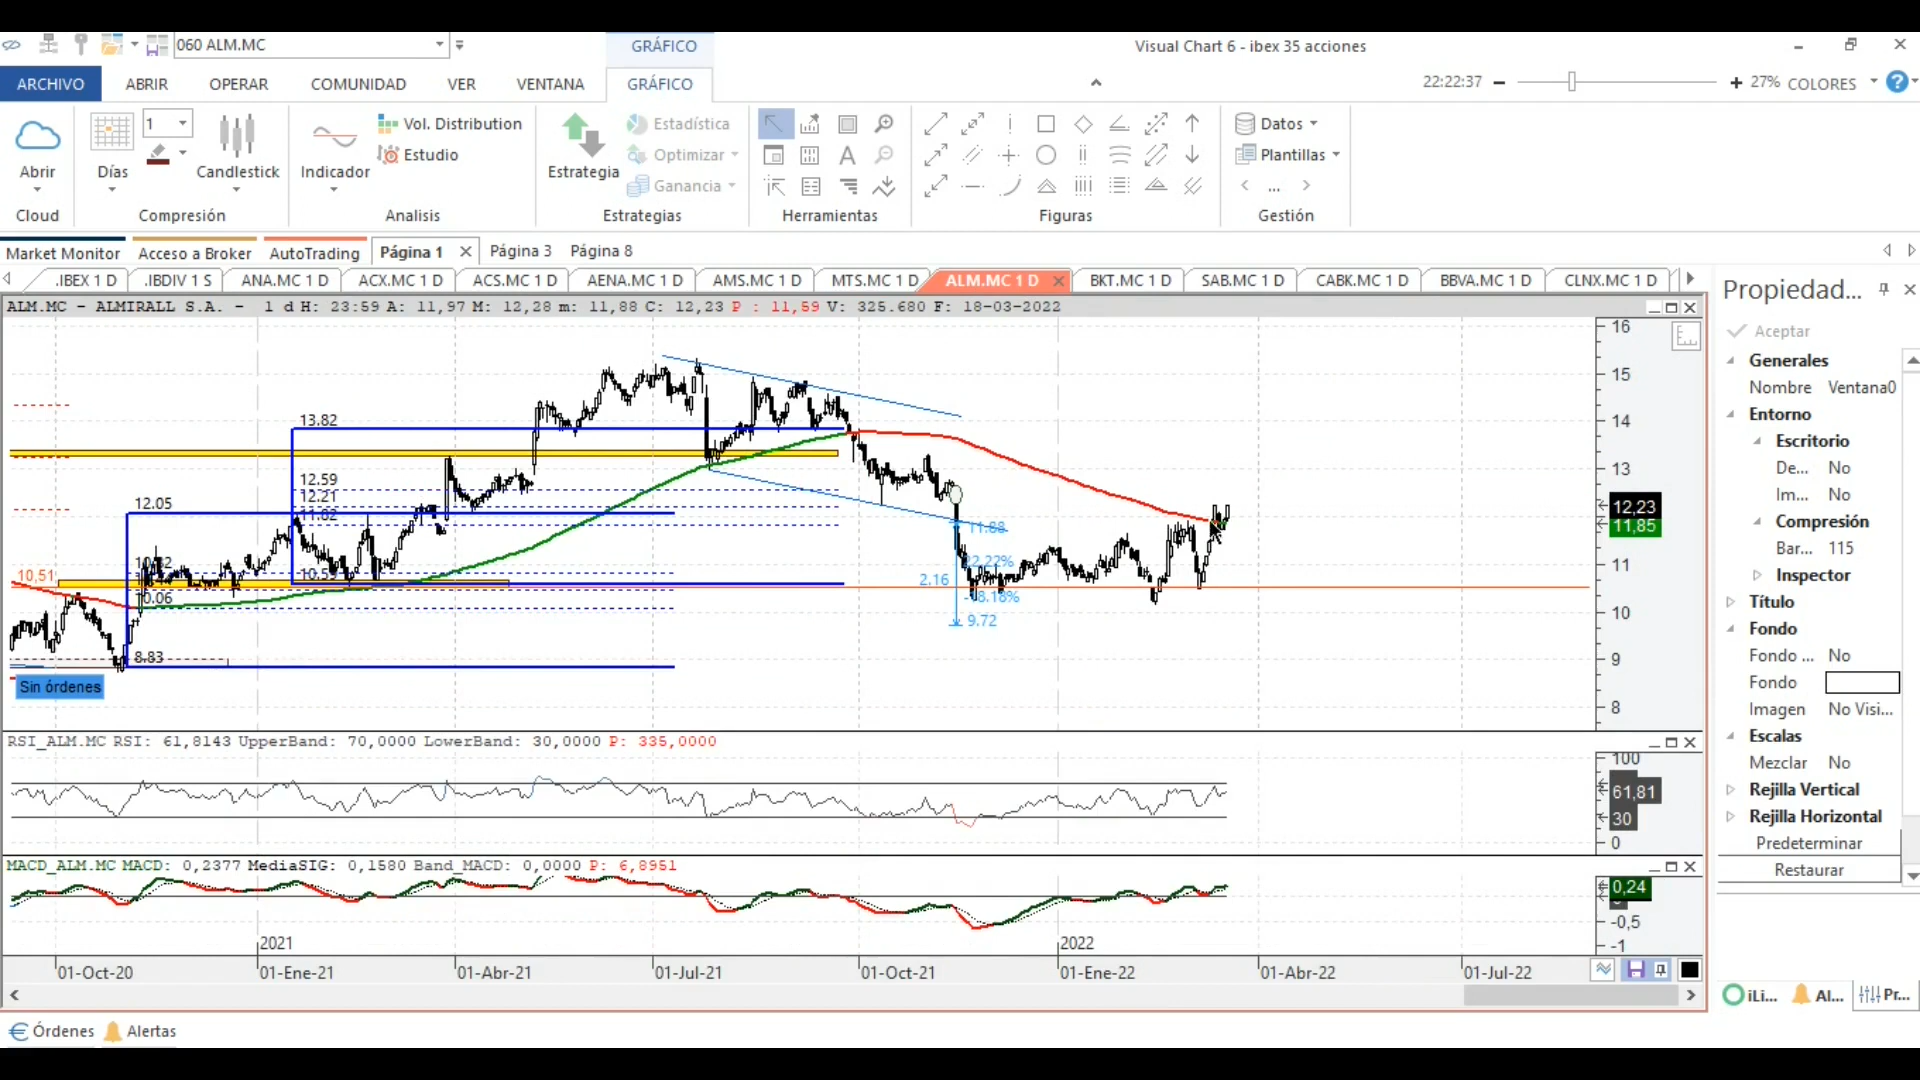 060 ALM.MC
GRÁFICO
Visual Chart 6 - ibex 35 acciones
ARCHIVO ABRIR OPERAR COMUNIDAD VER VENTANA GRÁFICO
22:22:37 27% COLORES
1
Vol. Distribution
Estudio
Estadística
Optimizar
Ganancia
Datos
Plantillas
...
Abrir Días Candlestick Indicador Estrategia
Cloud Compresión Analisis Estrategias Herramientas Figuras Gestión
Market Monitor Acceso a Broker AutoTrading Página 1 Página 3 Página 8
.IBEX 1 D .IBDIV 1 S ANA.MC 1 D ACX.MC 1 D ACS.MC 1 D AENA.MC 1 D AMS.MC 1 D MTS.MC 1 D ALM.MC 1 D BKT.MC 1 D SAB.MC 1 D CABK.MC 1 D BBVA.MC 1 D CLNX.MC 1 D
ALM.MC - ALMIRALL S.A. - 1 d H: 23:59 A: 11,97 M: 12,28 m: 11,88 C: 12,23 P : 11,59 V: 325.680 F: 18-03-2022
16
15
14
13
12,23
11,85
11
10
9
8
13.82
12.59
12.21
11.82
12.05
10.59
10,51
10.06
8.83
11.88
2.16
-18.18%
9.72
Sin órdenes
RSI_ALM.MC RSI: 61,8143 UpperBand: 70,0000 LowerBand: 30,0000 P: 335,0000
100
61,81
30
0
MACD_ALM.MC MACD: 0,2377 MediaSIG: 0,1580 Band_MACD: 0,0000 P: 6,8951
0,24
-0,5
-1
2021 2022
01-Oct-20 01-Ene-21 01-Abr-21 01-Jul-21 01-Oct-21 01-Ene-22 01-Abr-22 01-Jul-22
Propiedad...
Aceptar
Generales
Nombre Ventana0
Entorno
Escritorio
De... No
Im... No
Compresión
Bar... 115
Inspector
Título
Fondo
Fondo ... No
Fondo
Imagen No Visi...
Escalas
Mezclar No
Rejilla Vertical
Rejilla Horizontal
Predeterminar
Restaurar
iLi... Al... Pr...
Órdenes Alertas